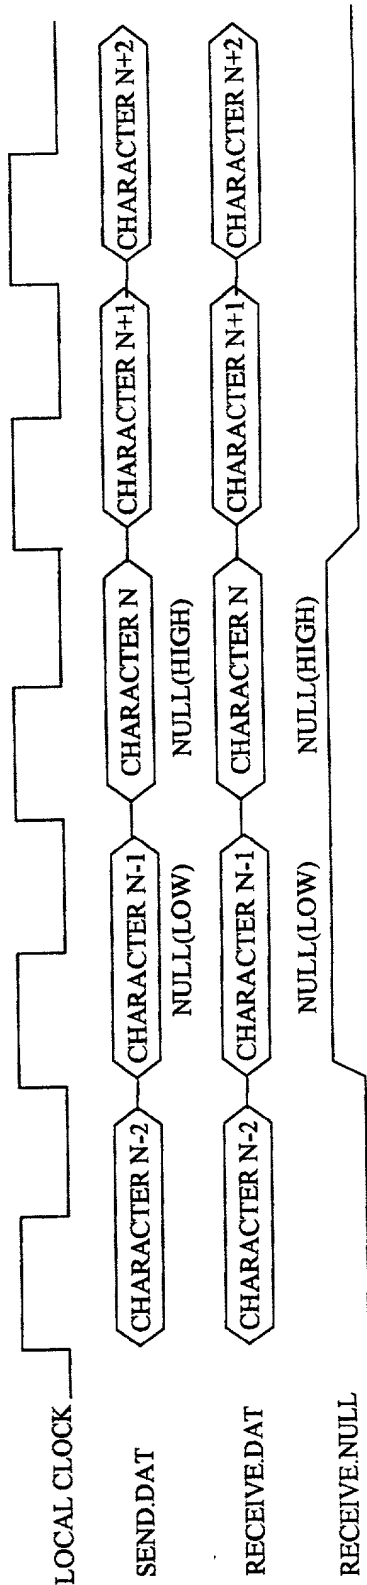 LOCAL CLOCK
SEND.DAT
CHARACTER N-2
CHARACTER N-1
CHARACTER N
CHARACTER N+1
CHARACTER N+2
NULL(LOW)
NULL(HIGH)
RECEIVE.DAT
CHARACTER N-2
CHARACTER N-1
CHARACTER N
CHARACTER N+1
CHARACTER N+2
RECEIVE.NULL
NULL(LOW)
NULL(HIGH)